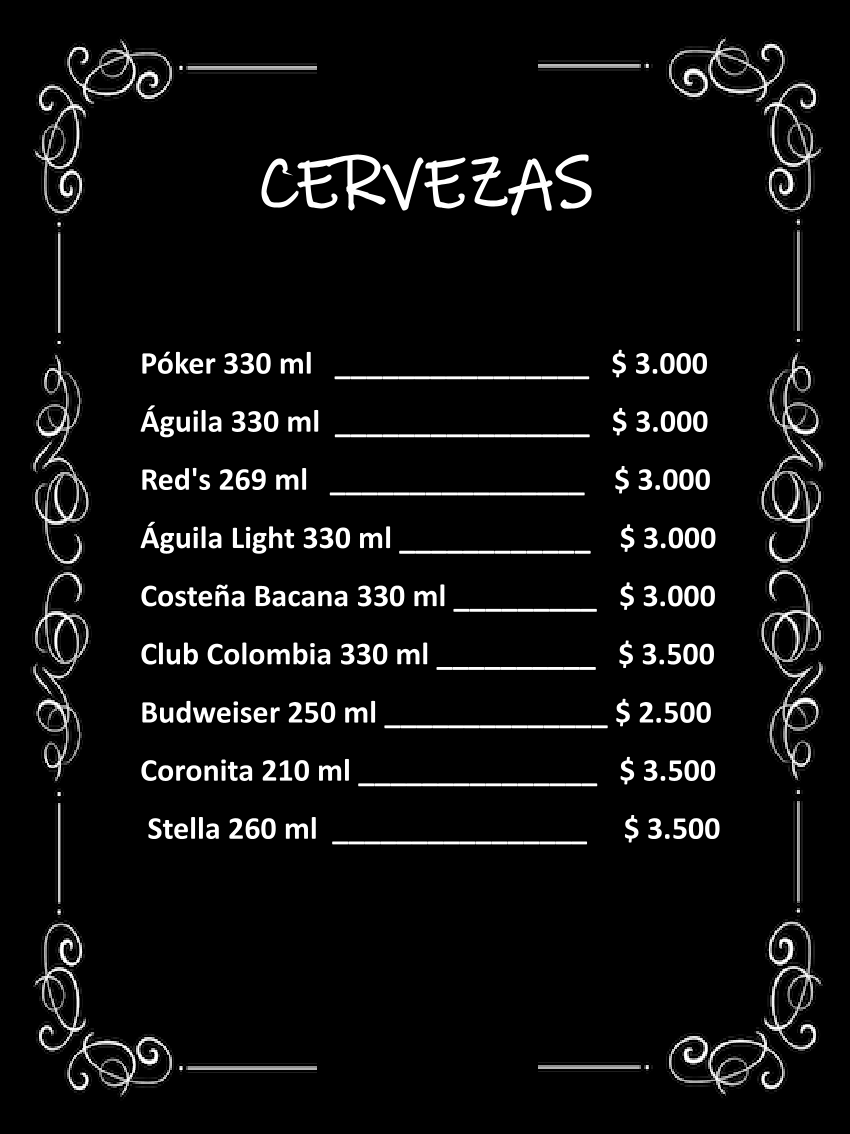 CERVEZAS
Póker 330 ml ________________ $ 3.000
Águila 330 ml ________________ $ 3.000
Red's 269 ml ________________ $ 3.000
Águila Light 330 ml ____________ $ 3.000
Costeña Bacana 330 ml _________ $ 3.000
Club Colombia 330 ml __________ $ 3.500
Budweiser 250 ml ______________ $ 2.500
Coronita 210 ml _______________ $ 3.500
Stella 260 ml ________________ $ 3.500